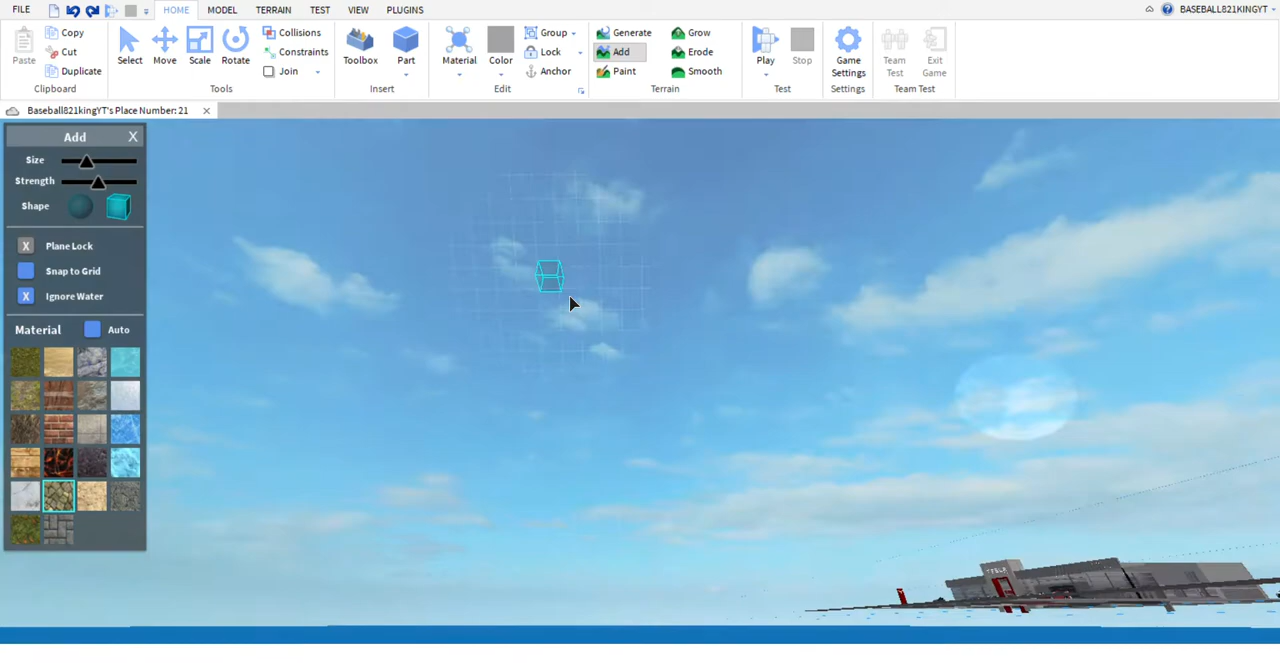 FILE HOME MODEL TERRAIN TEST VIEW PLUGINS BASEBALL821KINGYT
Paste Copy Cut Duplicate Clipboard
Select Move Scale Rotate Collisions Constraints Join Tools
Toolbox Part Insert
Material Color Group Lock Anchor Edit
Generate Add Paint Grow Erode Smooth Terrain
Play Stop Test
Game Settings Settings
Team Test Exit Game Team Test
Baseball821kingYT's Place Number: 21
Add X
Size
Strength
Shape
X Plane Lock
Snap to Grid
X Ignore Water
Material Auto
TESLA